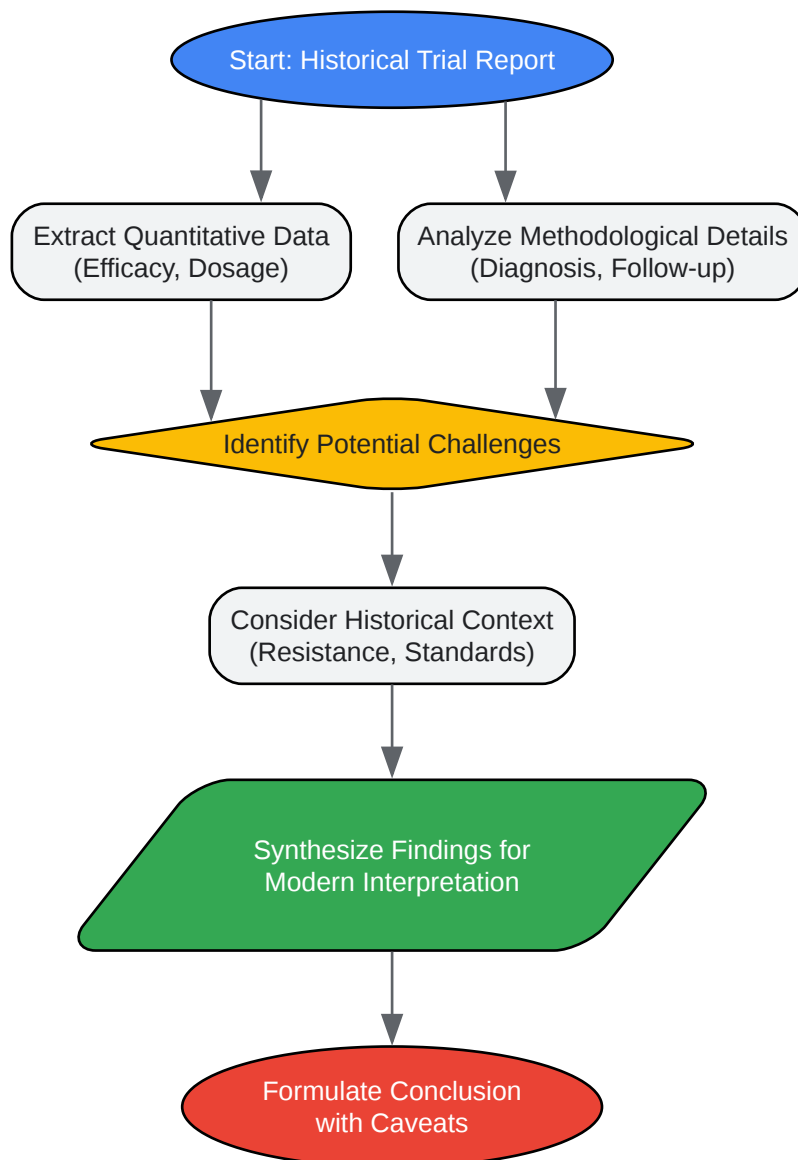 Start: Historical Trial Report
Extract Quantitative Data
(Efficacy, Dosage)
Analyze Methodological Details
(Diagnosis, Follow-up)
Identify Potential Challenges
Consider Historical Context
(Resistance, Standards)
Synthesize Findings for
Modern Interpretation
Formulate Conclusion
with Caveats